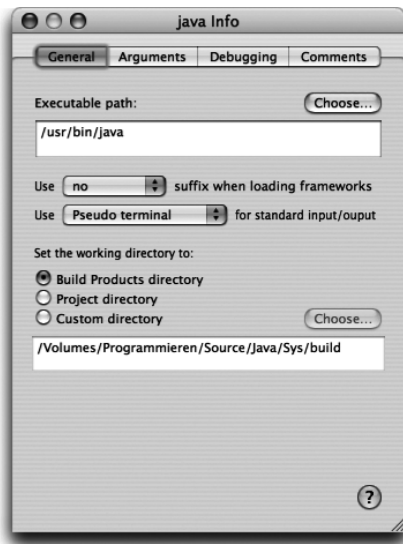 java Info
General Arguments Debugging Comments
Executable path: Choose...
/usr/bin/java
Use no suffix when loading frameworks
Use Pseudo terminal for standard input/ouput
Set the working directory to:
Build Products directory
Project directory
Custom directory Choose...
/Volumes/Programmieren/Source/Java/Sys/build
?